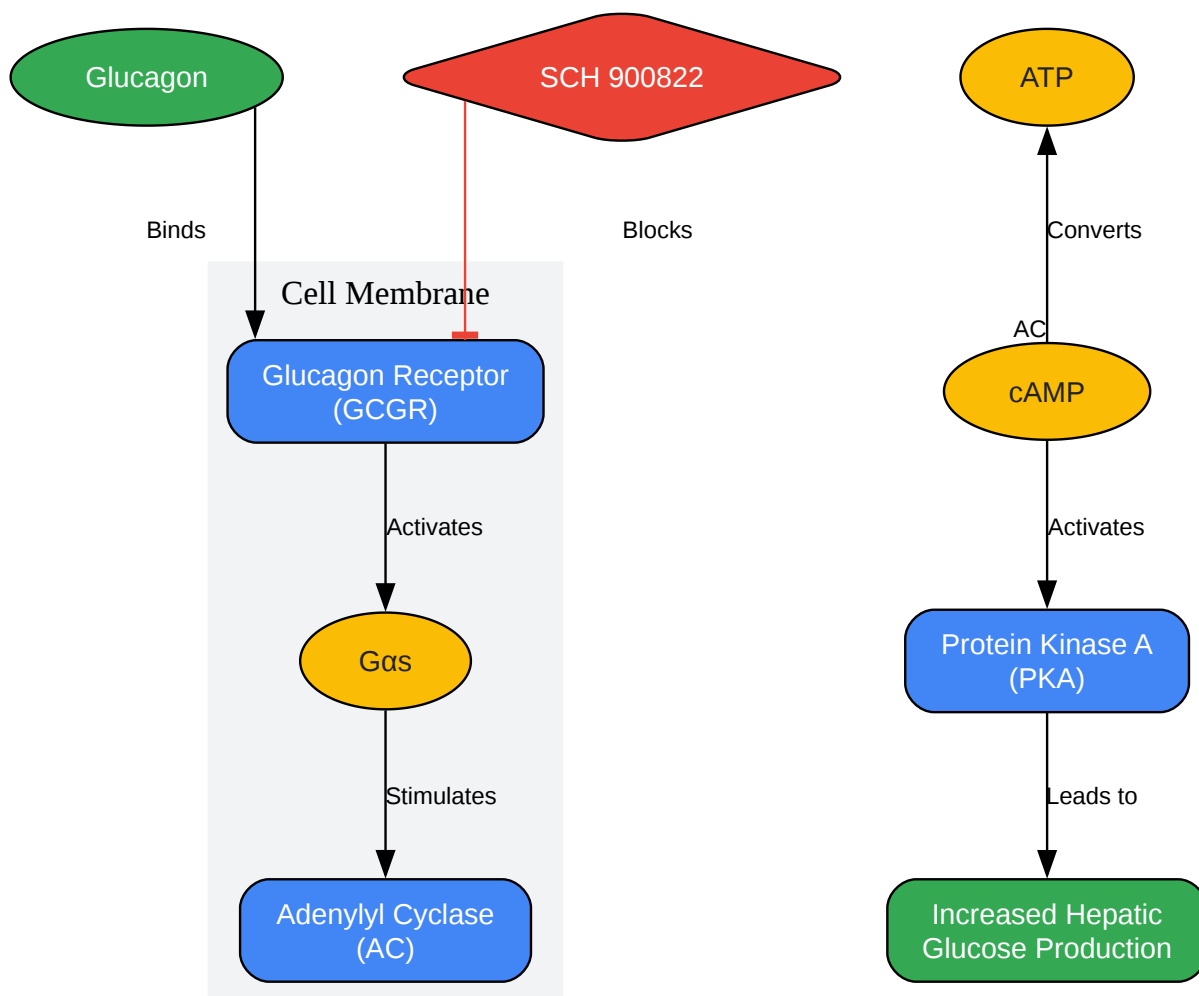 Glucagon
SCH 900822
ATP
Binds
Blocks
Converts
Cell Membrane
AC
Glucagon Receptor
(GCGR)
cAMP
Activates
Activates
Gαs
Protein Kinase A
(PKA)
Stimulates
Leads to
Adenylyl Cyclase
(AC)
Increased Hepatic
Glucose Production